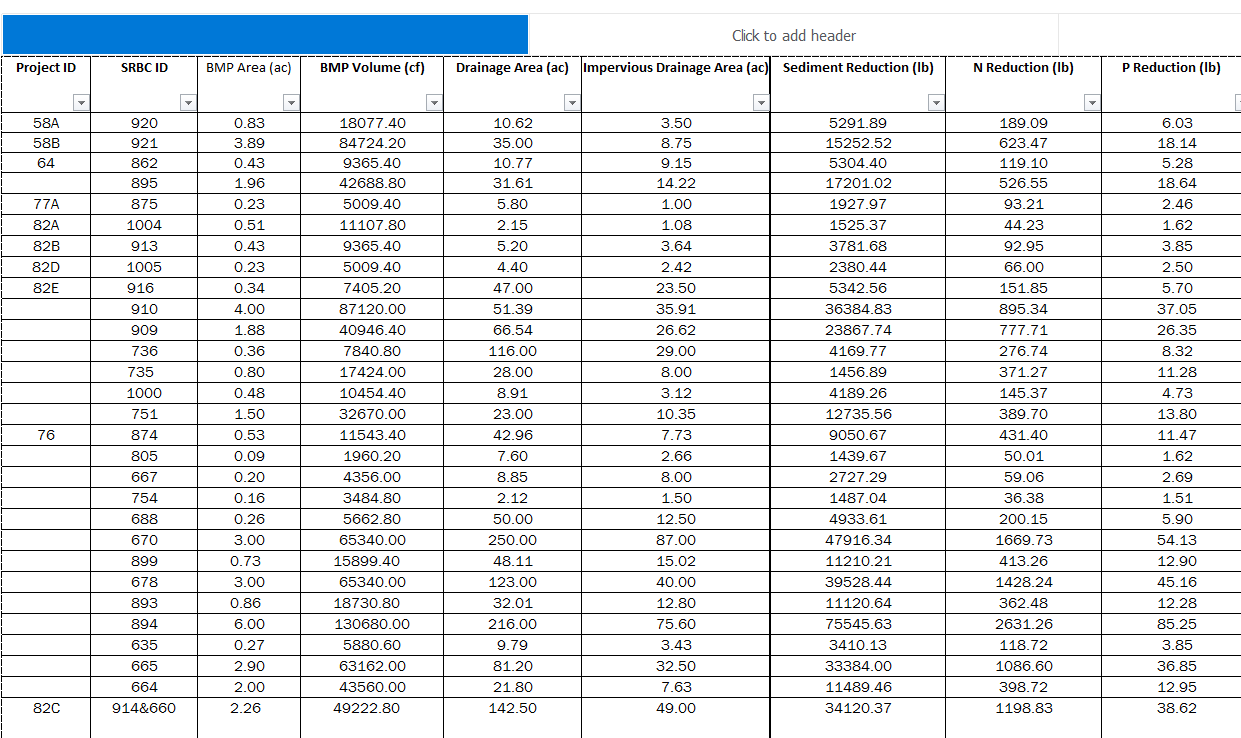 Click to add header
Project ID SRBC ID BMP Area (ac) BMP Volume (cf) Drainage Area (ac) Impervious Drainage Area (ac) Sediment Reduction (lb) N Reduction (lb) P Reduction (lb)
58A 920 0.83 18077.40 10.62 3.50 5291.89 189.09 6.03
58B 921 3.89 84724.20 35.00 8.75 15252.52 623.47 18.14
64 862 0.43 9365.40 10.77 9.15 5304.40 119.10 5.28
895 1.96 42688.80 31.61 14.22 17201.02 526.55 18.64
77A 875 0.23 5009.40 5.80 1.00 1927.97 93.21 2.46
82A 1004 0.51 11107.80 2.15 1.08 1525.37 44.23 1.62
82B 913 0.43 9365.40 5.20 3.64 3781.68 92.95 3.85
82D 1005 0.23 5009.40 4.40 2.42 2380.44 66.00 2.50
82E 916 0.34 7405.20 47.00 23.50 5342.56 151.85 5.70
910 4.00 87120.00 51.39 35.91 36384.83 895.34 37.05
909 1.88 40946.40 66.54 26.62 23867.74 777.71 26.35
736 0.36 7840.80 116.00 29.00 4169.77 276.74 8.32
735 0.80 17424.00 28.00 8.00 1456.89 371.27 11.28
1000 0.48 10454.40 8.91 3.12 4189.26 145.37 4.73
751 1.50 32670.00 23.00 10.35 12735.56 389.70 13.80
76 874 0.53 11543.40 42.96 7.73 9050.67 431.40 11.47
805 0.09 1960.20 7.60 2.66 1439.67 50.01 1.62
667 0.20 4356.00 8.85 8.00 2727.29 59.06 2.69
754 0.16 3484.80 2.12 1.50 1487.04 36.38 1.51
688 0.26 5662.80 50.00 12.50 4933.61 200.15 5.90
670 3.00 65340.00 250.00 87.00 47916.34 1669.73 54.13
899 0.73 15899.40 48.11 15.02 11210.21 413.26 12.90
678 3.00 65340.00 123.00 40.00 39528.44 1428.24 45.16
893 0.86 18730.80 32.01 12.80 11120.64 362.48 12.28
894 6.00 130680.00 216.00 75.60 75545.63 2631.26 85.25
635 0.27 5880.60 9.79 3.43 3410.13 118.72 3.85
665 2.90 63162.00 81.20 32.50 33384.00 1086.60 36.85
664 2.00 43560.00 21.80 7.63 11489.46 398.72 12.95
82C 914&660 2.26 49222.80 142.50 49.00 34120.37 1198.83 38.62